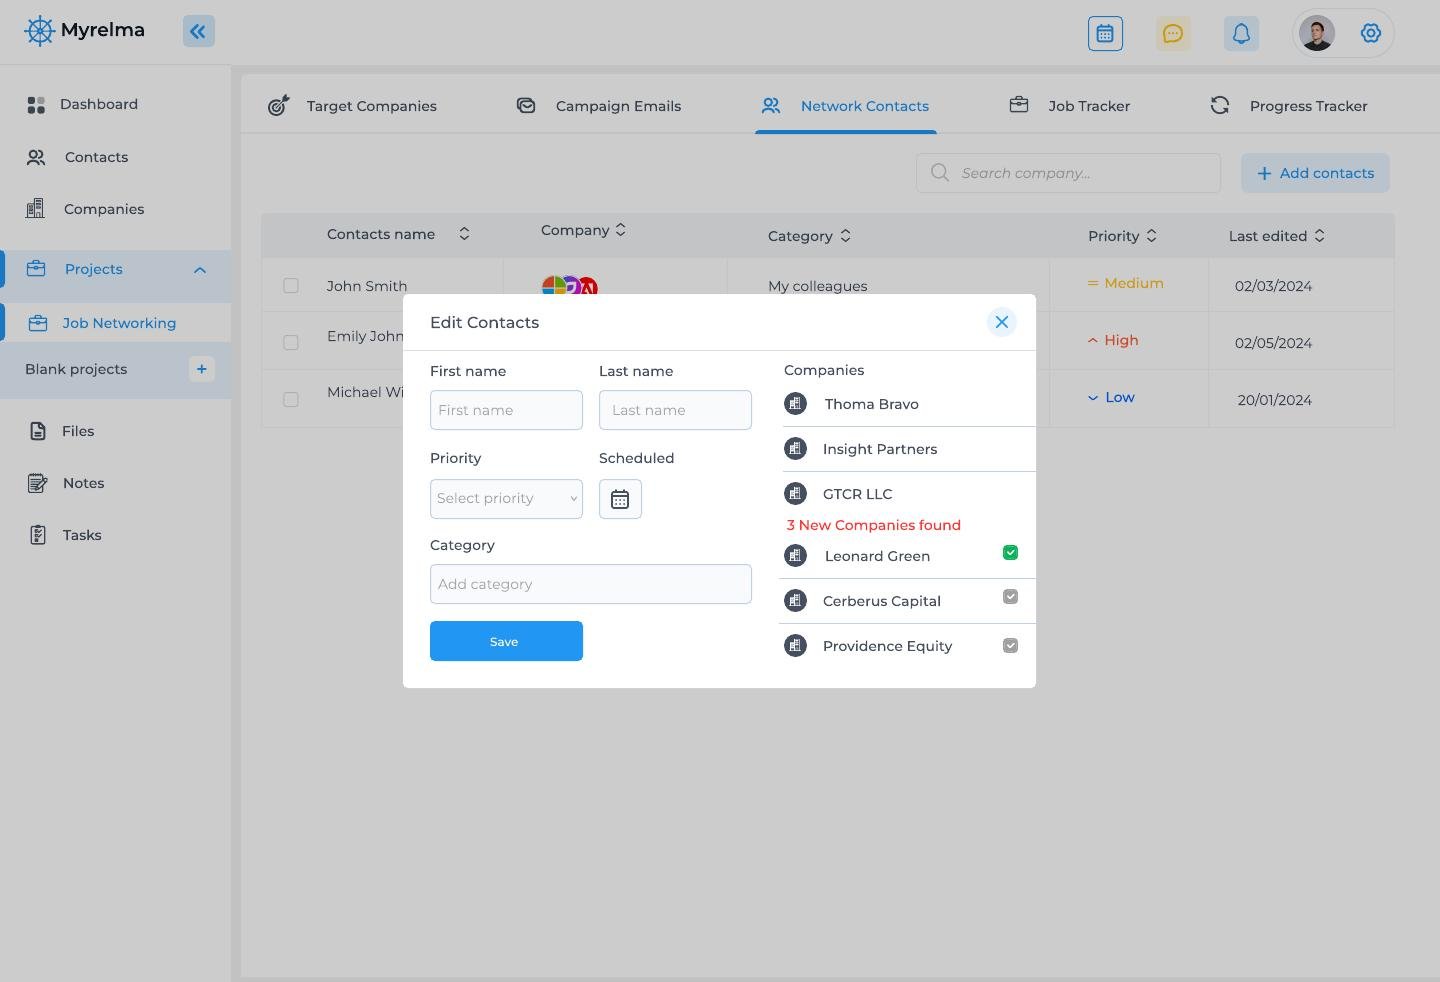 Myrelma
Dashboard
Contacts
Companies
Projects
Job Networking
Blank projects
Files
Notes
Tasks
Target Companies
Campaign Emails
Network Contacts
Job Tracker
Progress Tracker
Search company...
Add contacts
Contacts name
Company
Category
Priority
Last edited
John Smith
My colleagues
Medium
02/03/2024
Emily John
High
02/05/2024
Michael Wi
Low
20/01/2024
Edit Contacts
First name
Last name
First name
Last name
Priority
Scheduled
Select priority
Category
Add category
Save
Companies
Thoma Bravo
Insight Partners
GTCR LLC
3 New Companies found
Leonard Green
Cerberus Capital
Providence Equity